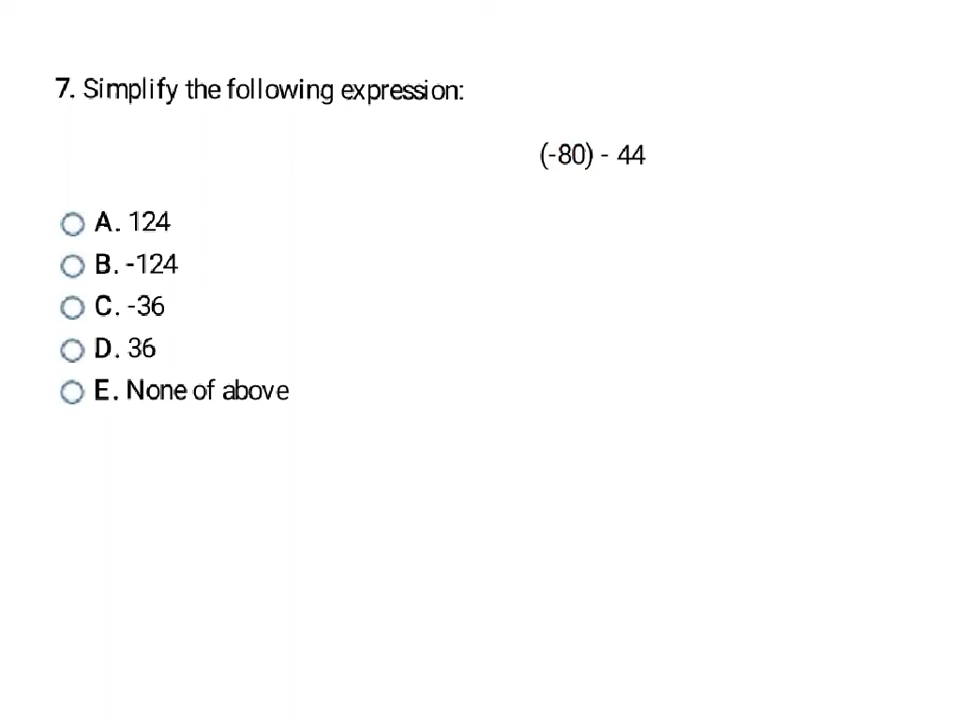 7. Simplify the following expression:
(-80) - 44
A. 124
B. -124
C. -36
D. 36
E. None of above